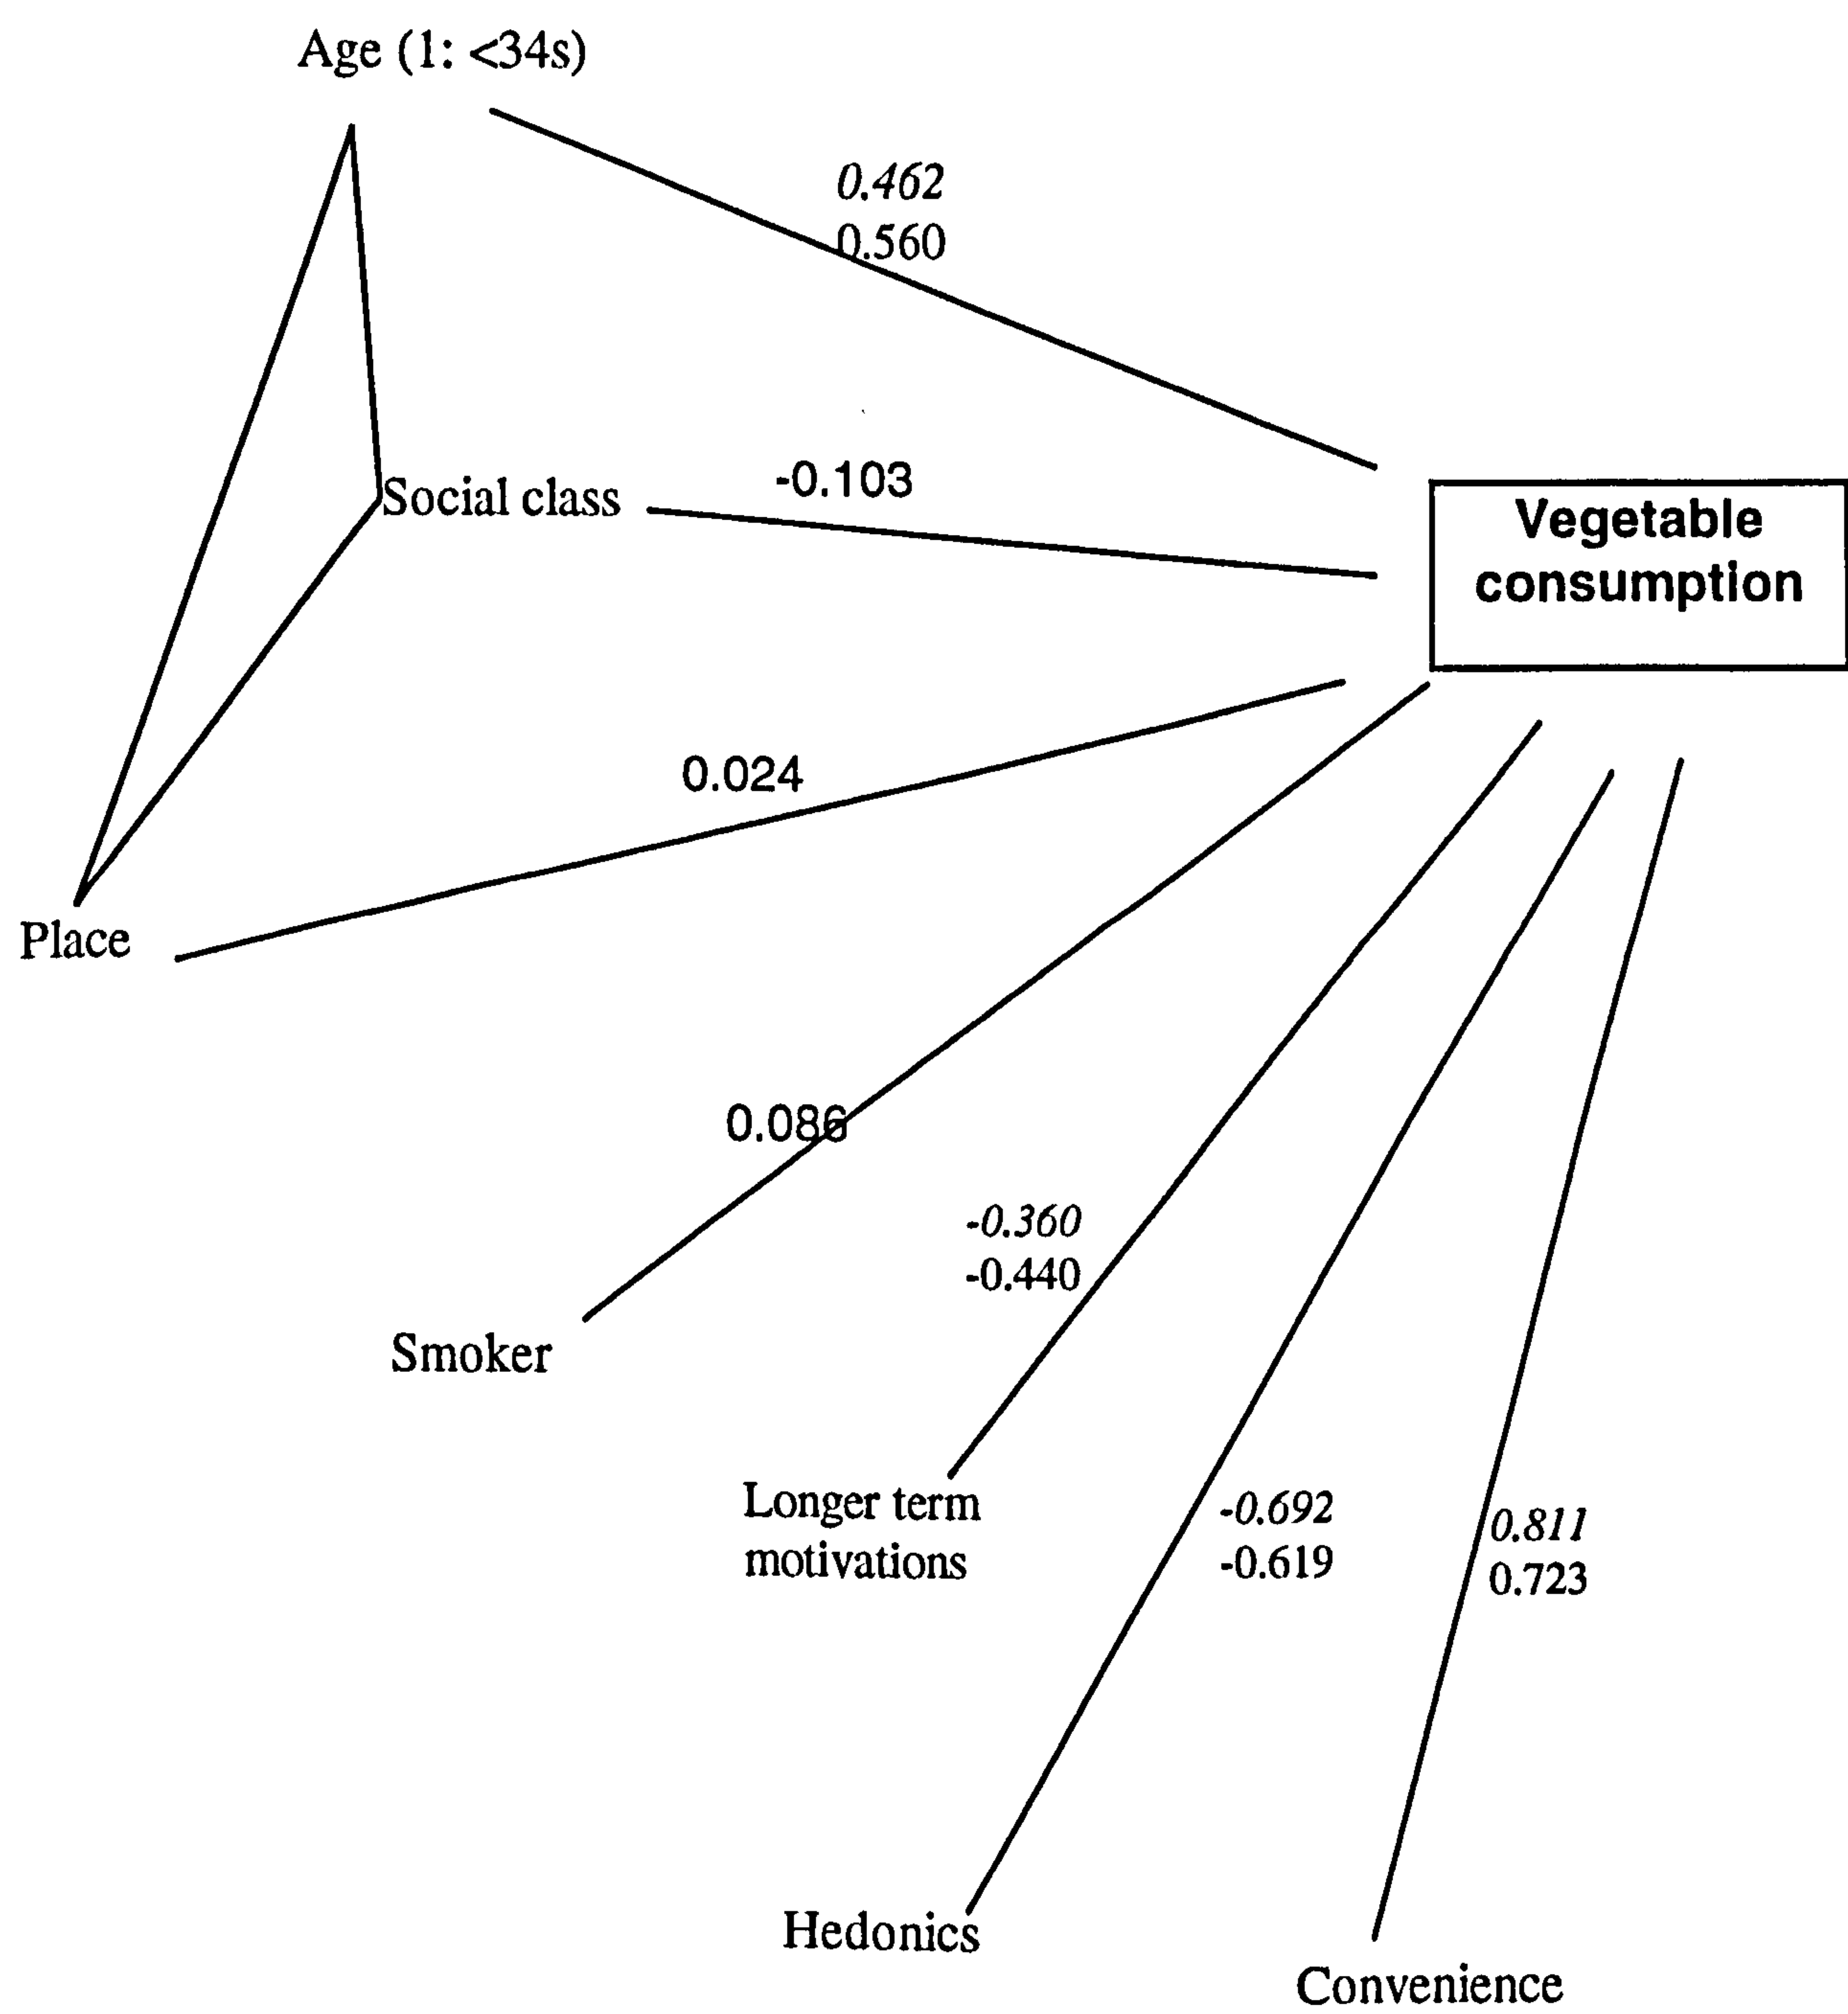 Age (1: <34s)
0.462
0.560
Social class
-0.103
Vegetable
consumption
0.024
Place
0.086
-0.360
-0.440
Smoker
Longer term
motivations
-0.692
-0.619
0.811
0.723
Hedonics
Convenience